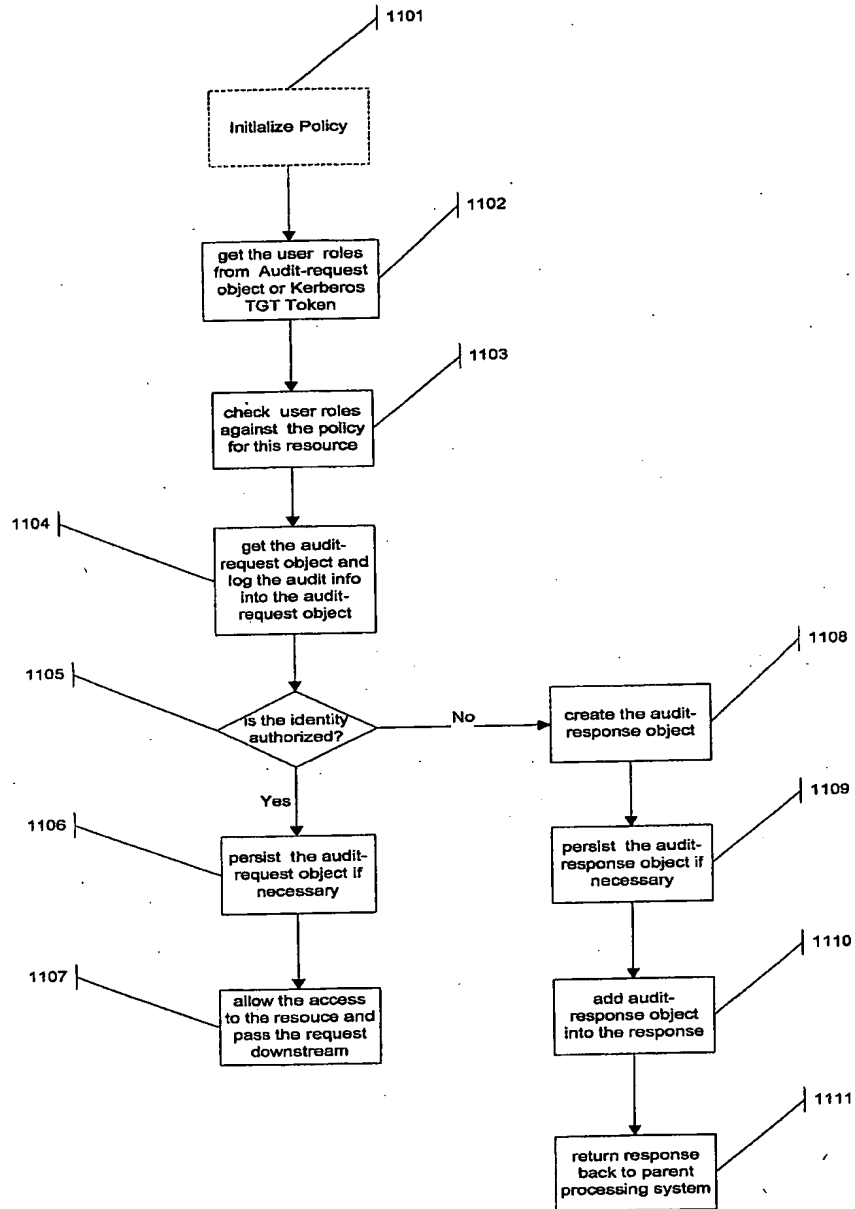 1101
Initialize Policy
1102
get the user roles
from Audit-request
object or Kerberos
TGT Token
1103
check user roles
against the policy
for this resource
1104
get the audit-
request object and
log the audit info
into the audit-
request object
1105
is the identity
authorized?
No
Yes
1108
create the audit-
response object
1106
persist the audit-
request object if
necessary
1109
persist the audit-
response object if
necessary
1107
allow the access
to the resouce and
pass the request
downstream
1110
add audit-
response object
into the response
1111
return response
back to parent
processing system